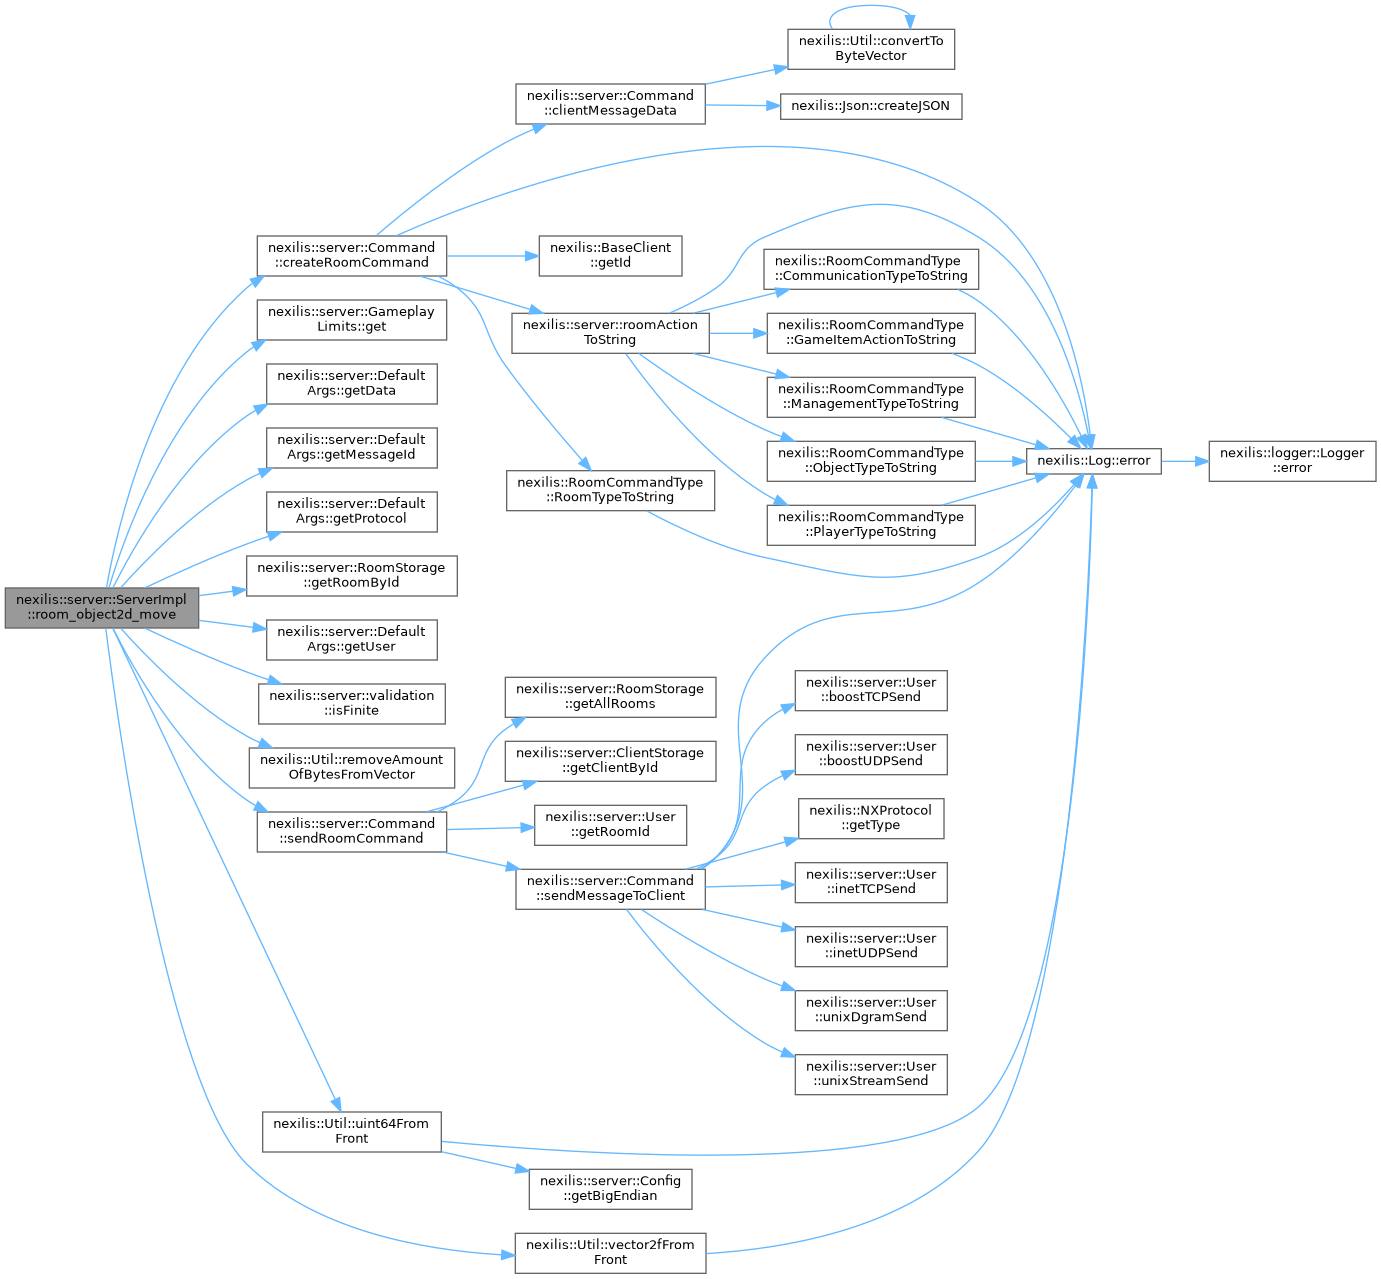 nexilis::server::ServerImpl
::room_object2d_move
nexilis::server::Command
::createRoomCommand
nexilis::server::Gameplay
Limits::get
nexilis::server::Default
Args::getData
nexilis::server::Default
Args::getMessageId
nexilis::server::Default
Args::getProtocol
nexilis::server::RoomStorage
::getRoomById
nexilis::server::Default
Args::getUser
nexilis::server::validation
::isFinite
nexilis::Util::removeAmount
OfBytesFromVector
nexilis::server::Command
::sendRoomCommand
nexilis::Util::uint64From
Front
nexilis::server::Command
::clientMessageData
nexilis::BaseClient
::getId
nexilis::server::roomAction
ToString
nexilis::RoomCommandType
::RoomTypeToString
nexilis::server::RoomStorage
::getAllRooms
nexilis::server::ClientStorage
::getClientById
nexilis::server::User
::getRoomId
nexilis::server::Command
::sendMessageToClient
nexilis::server::Config
::getBigEndian
nexilis::Util::vector2fFrom
Front
nexilis::Util::convertTo
ByteVector
nexilis::Json::createJSON
nexilis::RoomCommandType
::CommunicationTypeToString
nexilis::RoomCommandType
::GameItemActionToString
nexilis::RoomCommandType
::ManagementTypeToString
nexilis::RoomCommandType
::ObjectTypeToString
nexilis::RoomCommandType
::PlayerTypeToString
nexilis::server::User
::boostTCPSend
nexilis::server::User
::boostUDPSend
nexilis::NXProtocol
::getType
nexilis::server::User
::inetTCPSend
nexilis::server::User
::inetUDPSend
nexilis::server::User
::unixDgramSend
nexilis::server::User
::unixStreamSend
nexilis::Log::error
nexilis::logger::Logger
::error